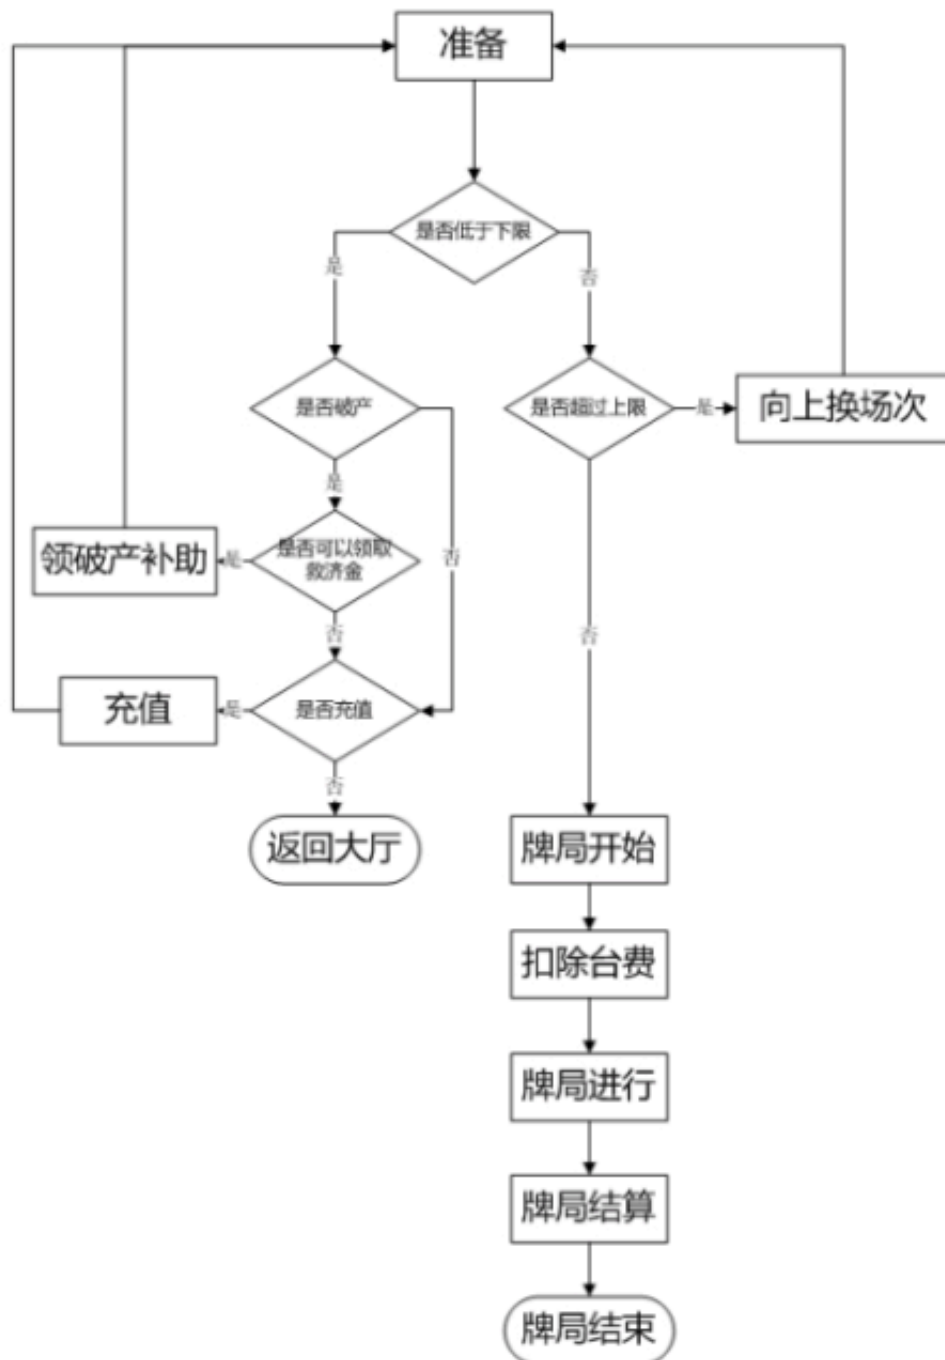 准备
是否低于下限
是
否
是否破产
是否超过上限
是
向上换场次
是
领破产补助
是
是否可以领取
救济金
否
否
否
充值
是
是否充值
否
返回大厅
牌局开始
扣除台费
牌局进行
牌局结算
牌局结束